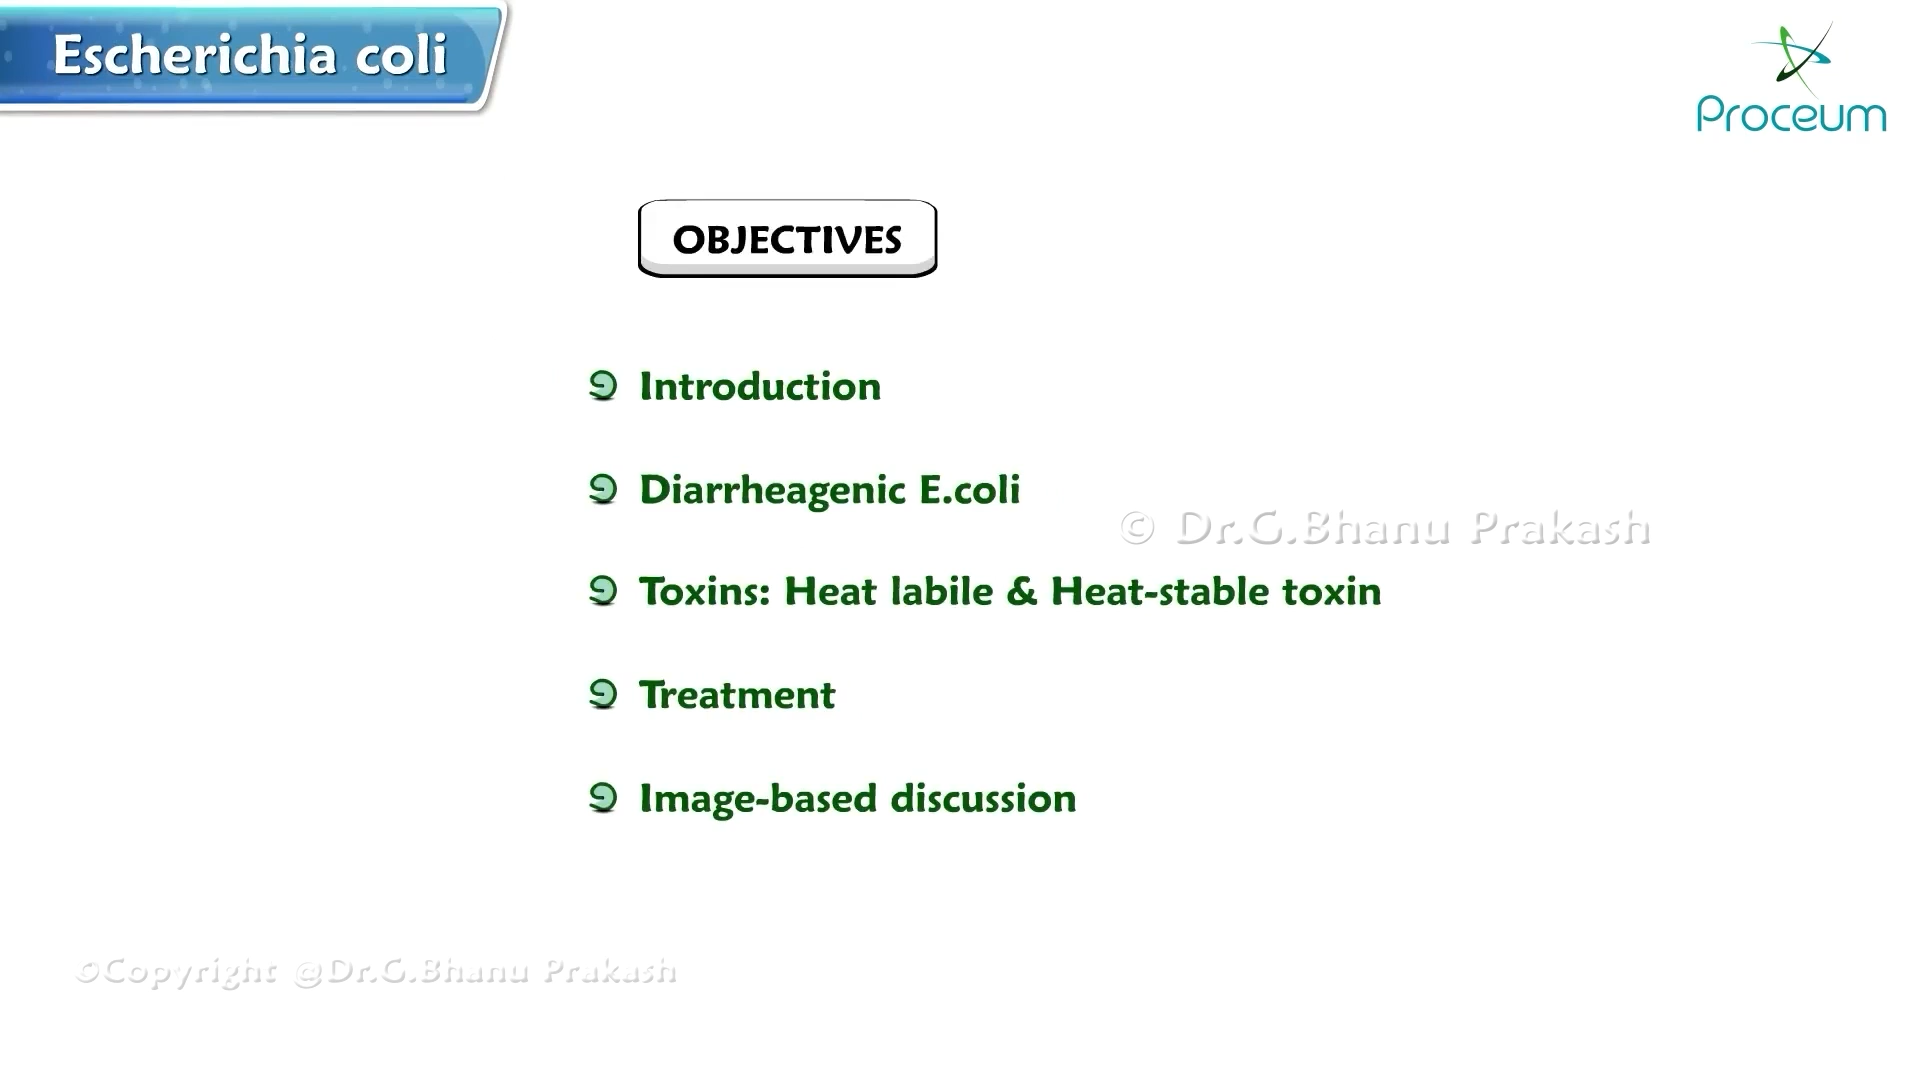 Escherichia coli
Proceum
OBJECTIVES
Introduction
Diarrheagenic E.coli
© Dr.G.Bhanu Prakash
Toxins: Heat labile & Heat-stable toxin
Treatment
Image-based discussion
©Copyright @Dr.G.Bhanu Prakash